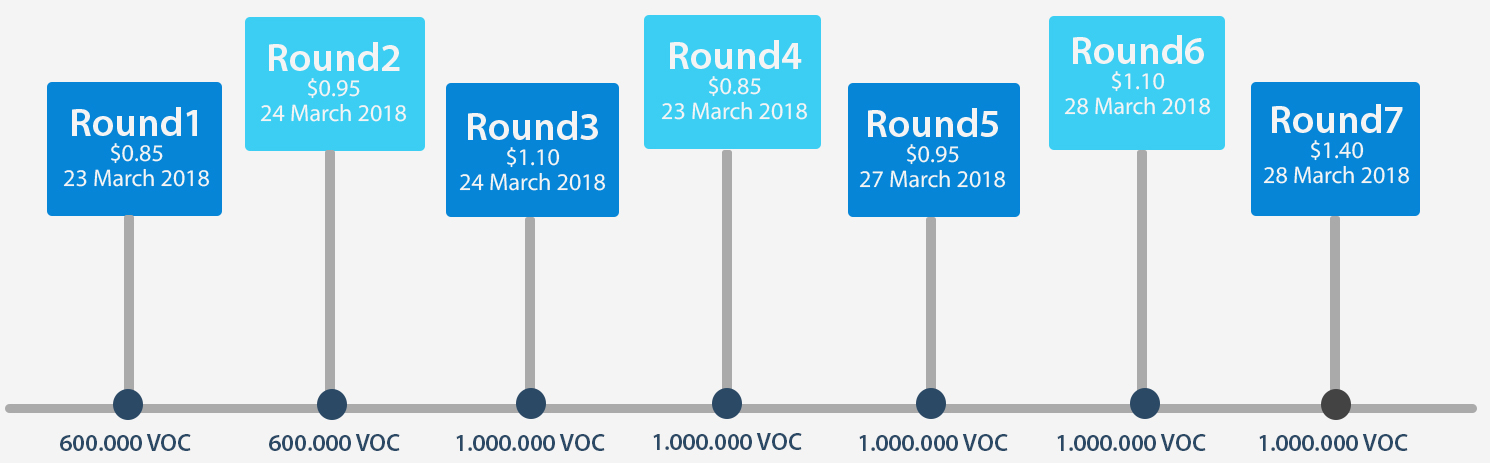 Round1
$0.85
23 March 2018
Round2
$0.95
24 March 2018
Round3
$1.10
24 March 2018
Round4
$0.85
23 March 2018
Round5
$0.95
27 March 2018
Round6
$1.10
28 March 2018
Round7
$1.40
28 March 2018
600.000 VOC
600.000 VOC
1.000.000 VOC
1.000.000 VOC
1.000.000 VOC
1.000.000 VOC
1.000.000 VOC